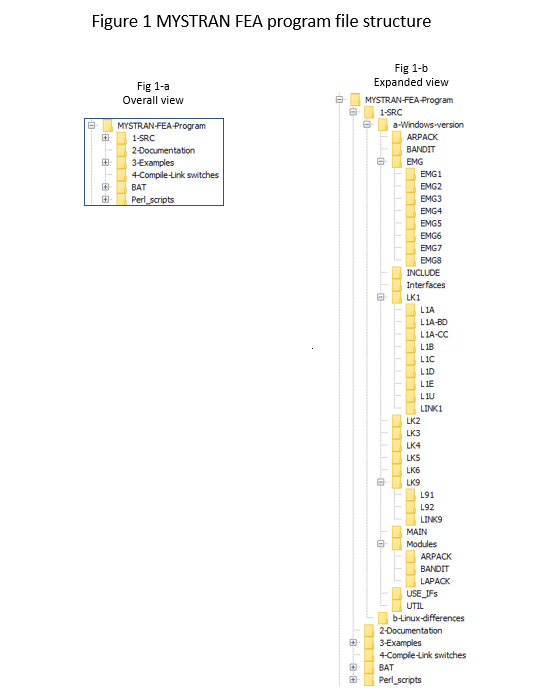 Figure 1 MYSTRAN FEA program file structure
Fig 1-a
Overall view
MYSTRAN-FEA-Program
1-SRC
2-Documentation
3-Examples
4-Compile-Link switches
BAT
Perl_scripts
Fig 1-b
Expanded view
MYSTRAN-FEA-Program
1-SRC
a-Windows-version
ARPACK
BANDIT
EMG
EMG1
EMG2
EMG3
EMG4
EMG5
EMG6
EMG7
EMG8
INCLUDE
Interfaces
LK1
L1A
L1A-BD
L1A-CC
L1B
L1C
L1D
L1E
L1U
LINK1
LK2
LK3
LK4
LK5
LK6
LK9
L91
L92
LINK9
MAIN
Modules
ARPACK
BANDIT
LAPACK
USE_IFs
UTIL
b-Linux-differences
2-Documentation
3-Examples
4-Compile-Link switches
BAT
Perl_scripts